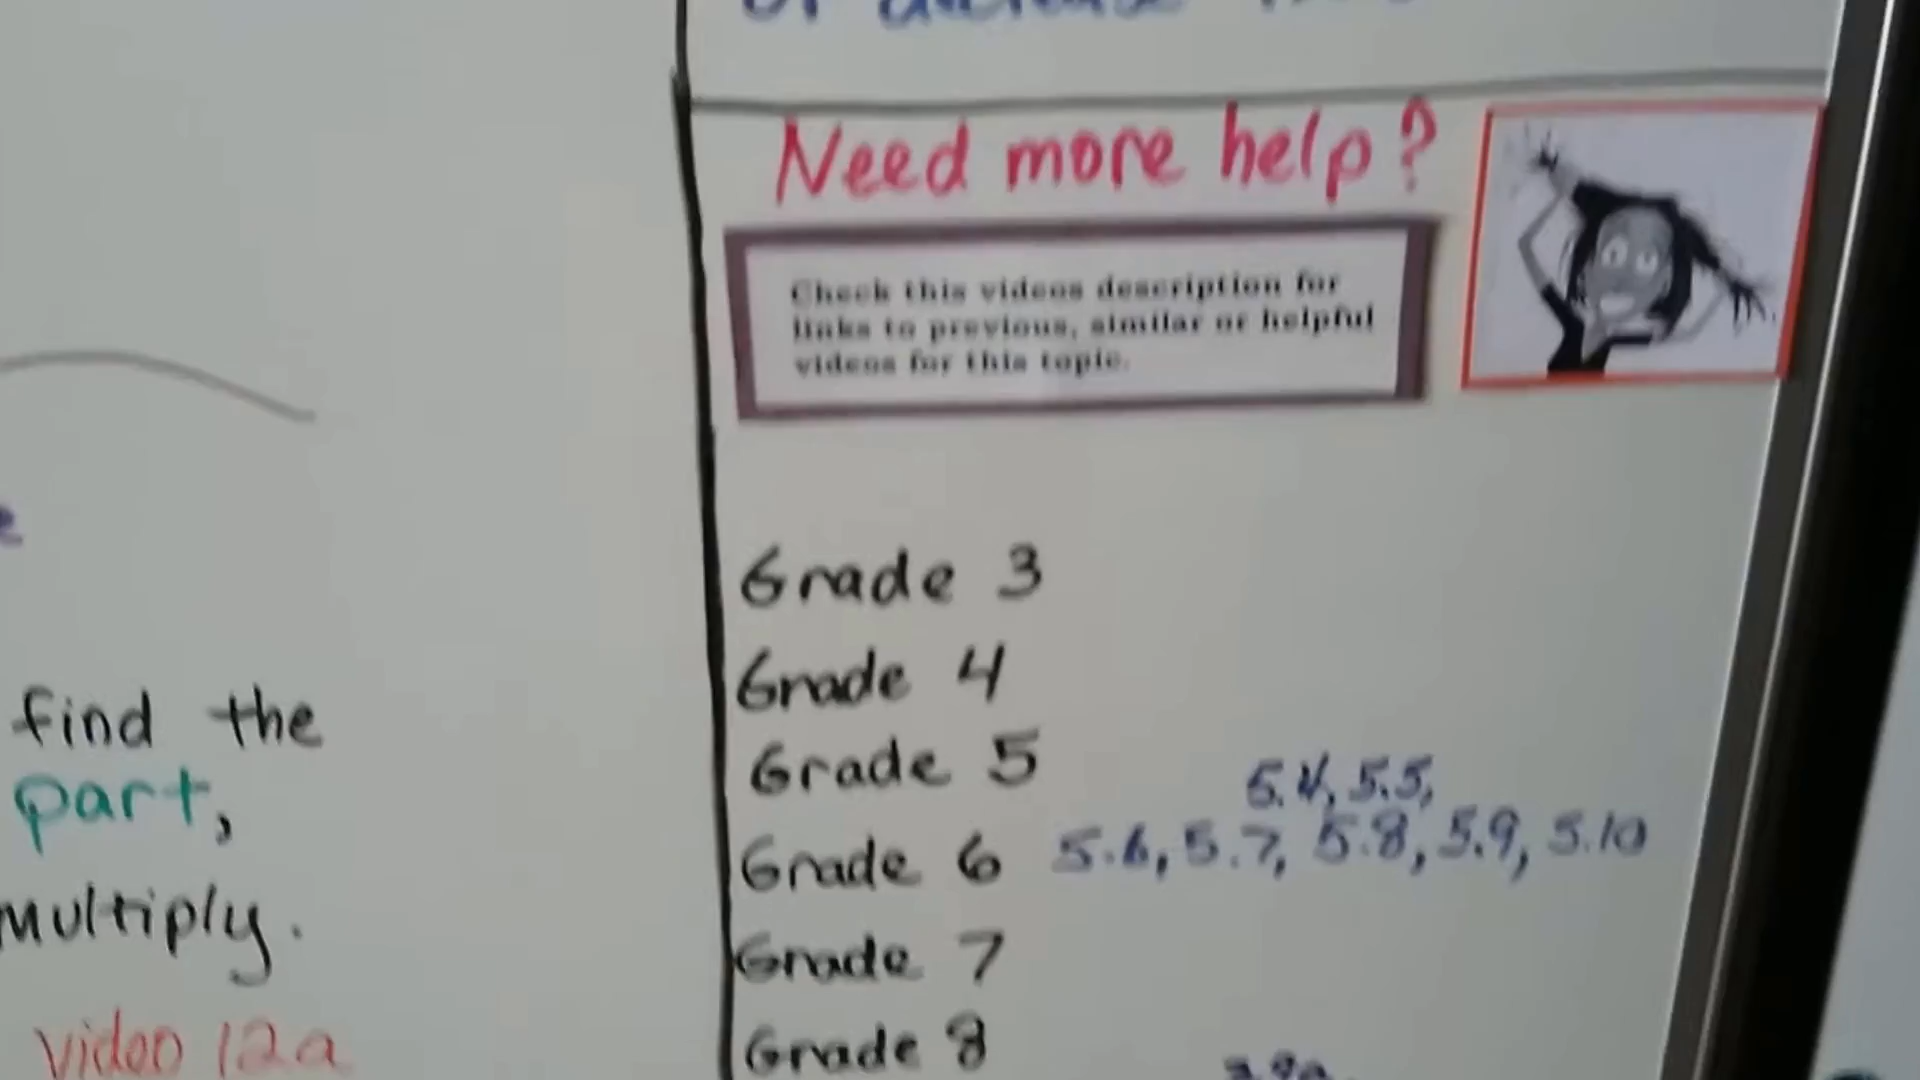 Need more help?
Check this videos description for
links to previous, similar or helpful
videos for this topic.
Grade 3
Grade 4
Grade 5
5.4, 5.5,
Grade 6 5.6, 5.7, 5.8, 5.9, 5.10
Grade 7
Grade 8
find the
part,
multiply.
video 12a